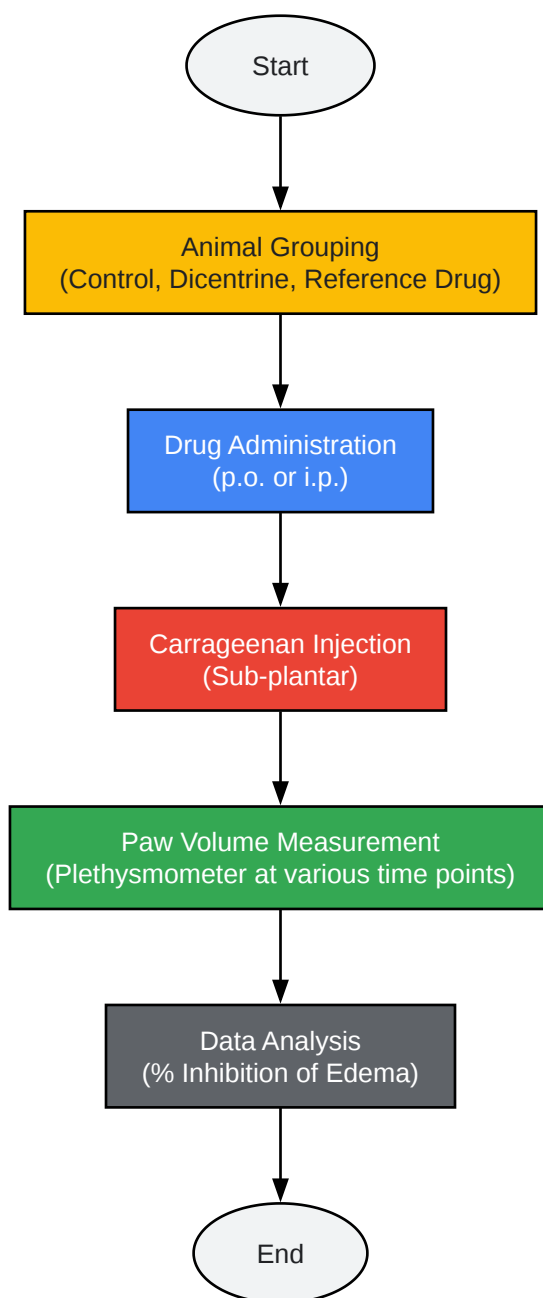 Start
Animal Grouping
(Control, Dicentrine, Reference Drug)
Drug Administration
(p.o. or i.p.)
Carrageenan Injection
(Sub-plantar)
Paw Volume Measurement
(Plethysmometer at various time points)
Data Analysis
(% Inhibition of Edema)
End